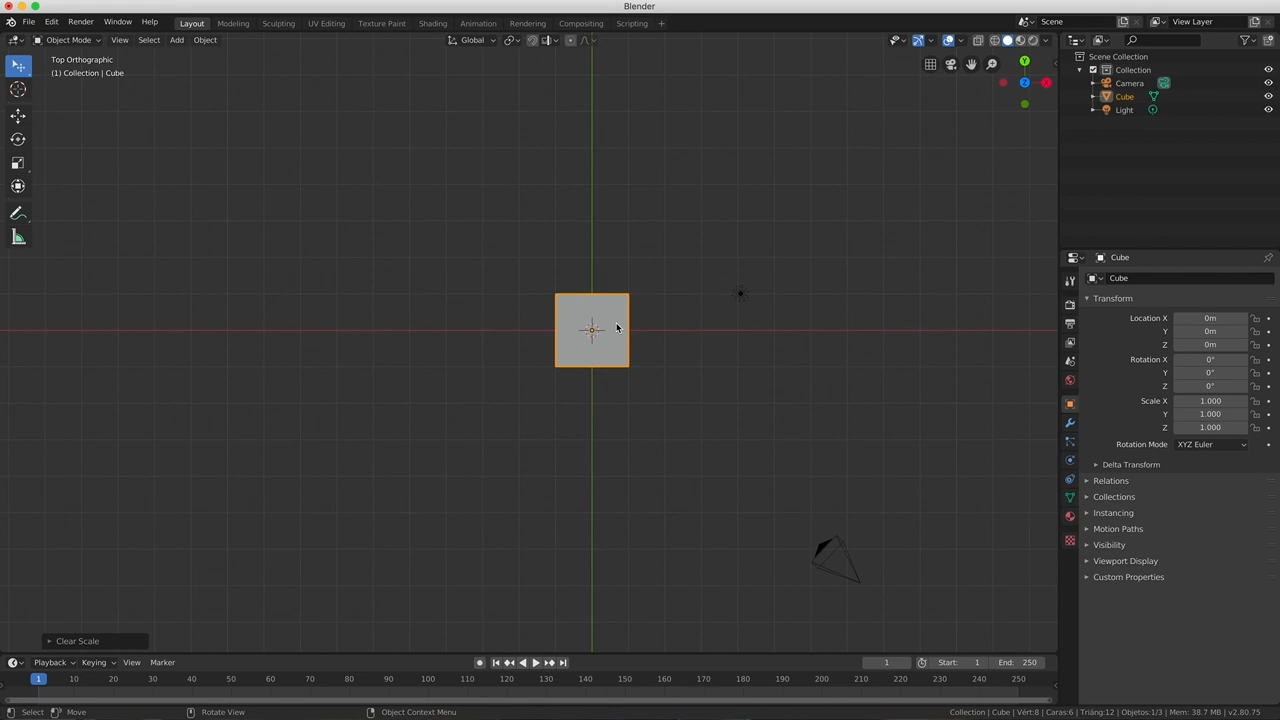 Blender
File Edit Render Window Help
Layout Modeling Sculpting UV Editing Texture Paint Shading Animation Rendering Compositing Scripting +
Scene
View Layer
Object Mode View Select Add Object
Global
Top Orthographic
(1) Collection | Cube
Y
Z
X
Clear Scale
Scene Collection
Collection
Camera
Cube
Light
Cube
Cube
Transform
Location X 0m
Y 0m
Z 0m
Rotation X 0°
Y 0°
Z 0°
Scale X 1.000
Y 1.000
Z 1.000
Rotation Mode XYZ Euler
Delta Transform
Relations
Collections
Instancing
Motion Paths
Visibility
Viewport Display
Custom Properties
Playback Keying View Marker
1 Start: 1 End: 250
1 10 20 30 40 50 60 70 80 90 100 110 120 130 140 150 160 170 180 190 200 210 220 230 240 250
Select Move Rotate View Object Context Menu
Collection | Cube | Vért:8 | Caras:6 | Triáng:12 | Objetos:1/3 | Mem: 38.7 MB | v2.80.75